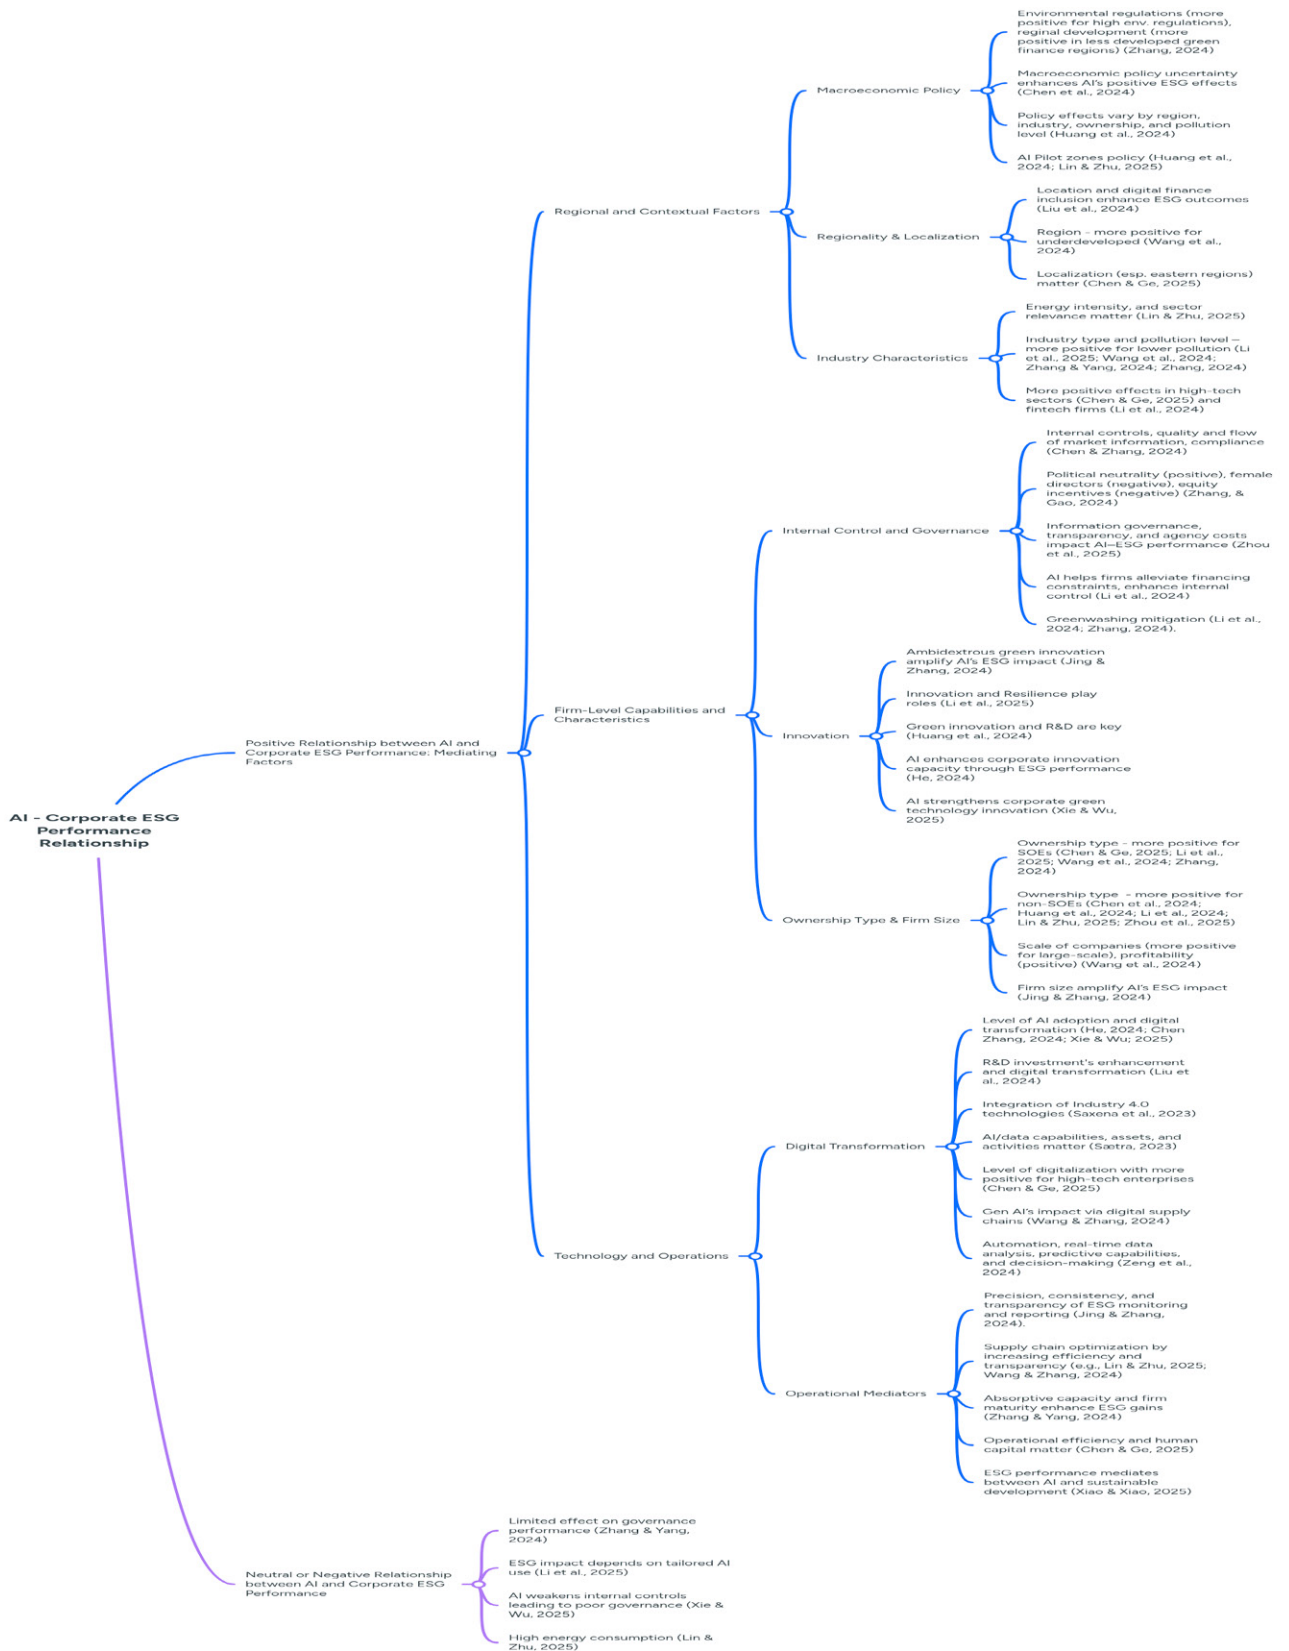 AI - Corporate ESG
Performance
Relationship
Positive Relationship between AI and
Corporate ESG Performance: Mediating
Factors
Regional and Contextual Factors
Macroeconomic Policy
Environmental regulations (more
positive for high env. regulations),
reginal development (more
positive in less developed green
finance regions) (Zhang, 2024)
Macroeconomic policy uncertainty
enhances AI's positive ESG effects
(Chen et al., 2024)
Policy effects vary by region,
industry, ownership, and pollution
level (Huang et al., 2024)
AI Pilot zones policy (Huang et al.,
2024; Lin & Zhu, 2025)
Regionality & Localization
Location and digital finance
inclusion enhance ESG outcomes
(Liu et al., 2024)
Region - more positive for
underdeveloped (Wang et al.,
2024)
Localization (esp. eastern regions)
matter (Chen & Ge, 2025)
Industry Characteristics
Energy intensity, and sector
relevance matter (Lin & Zhu, 2025)
Industry type and pollution level –
more positive for lower pollution (Li
et al., 2025; Wang et al., 2024;
Zhang & Yang, 2024; Zhang, 2024)
More positive effects in high-tech
sectors (Chen & Ge, 2025) and
fintech firms (Li et al., 2024)
Firm-Level Capabilities and
Characteristics
Internal Control and Governance
Internal controls, quality and flow
of market information, compliance
(Chen & Zhang, 2024)
Political neutrality (positive), female
directors (negative), equity
incentives (negative) (Zhang, &
Gao, 2024)
Information governance,
transparency, and agency costs
impact AI–ESG performance (Zhou
et al., 2025)
AI helps firms alleviate financing
constraints, enhance internal
control (Li et al., 2024)
Greenwashing mitigation (Li et al.,
2024; Zhang, 2024).
Innovation
Ambidextrous green innovation
amplify AI's ESG impact (Jing &
Zhang, 2024)
Innovation and Resilience play
roles (Li et al., 2025)
Green innovation and R&D are key
(Huang et al., 2024)
AI enhances corporate innovation
capacity through ESG performance
(He, 2024)
AI strengthens corporate green
technology innovation (Xie & Wu,
2025)
Ownership Type & Firm Size
Ownership type - more positive for
SOEs (Chen & Ge, 2025; Li et al.,
2025; Wang et al., 2024; Zhang,
2024)
Ownership type - more positive for
non-SOEs (Chen et al., 2024;
Huang et al., 2024; Li et al., 2024;
Lin & Zhu, 2025; Zhou et al., 2025)
Scale of companies (more positive
for large-scale), profitability
(positive) (Wang et al., 2024)
Firm size amplify AI's ESG impact
(Jing & Zhang, 2024)
Technology and Operations
Digital Transformation
Level of AI adoption and digital
transformation (He, 2024; Chen
Zhang, 2024; Xie & Wu; 2025)
R&D investment's enhancement
and digital transformation (Liu et
al., 2024)
Integration of Industry 4.0
technologies (Saxena et al., 2023)
AI/data capabilities, assets, and
activities matter (Sætra, 2023)
Level of digitalization with more
positive for high-tech enterprises
(Chen & Ge, 2025)
Gen AI's impact via digital supply
chains (Wang & Zhang, 2024)
Automation, real-time data
analysis, predictive capabilities,
and decision-making (Zeng et al.,
2024)
Operational Mediators
Precision, consistency, and
transparency of ESG monitoring
and reporting (Jing & Zhang,
2024).
Supply chain optimization by
increasing efficiency and
transparency (e.g., Lin & Zhu, 2025;
Wang & Zhang, 2024)
Absorptive capacity and firm
maturity enhance ESG gains
(Zhang & Yang, 2024)
Operational efficiency and human
capital matter (Chen & Ge, 2025)
ESG performance mediates
between AI and sustainable
development (Xiao & Xiao, 2025)
Neutral or Negative Relationship
between AI and Corporate ESG
Performance
Limited effect on governance
performance (Zhang & Yang,
2024)
ESG impact depends on tailored AI
use (Li et al., 2025)
AI weakens internal controls
leading to poor governance (Xie &
Wu, 2025)
High energy consumption (Lin &
Zhu, 2025)